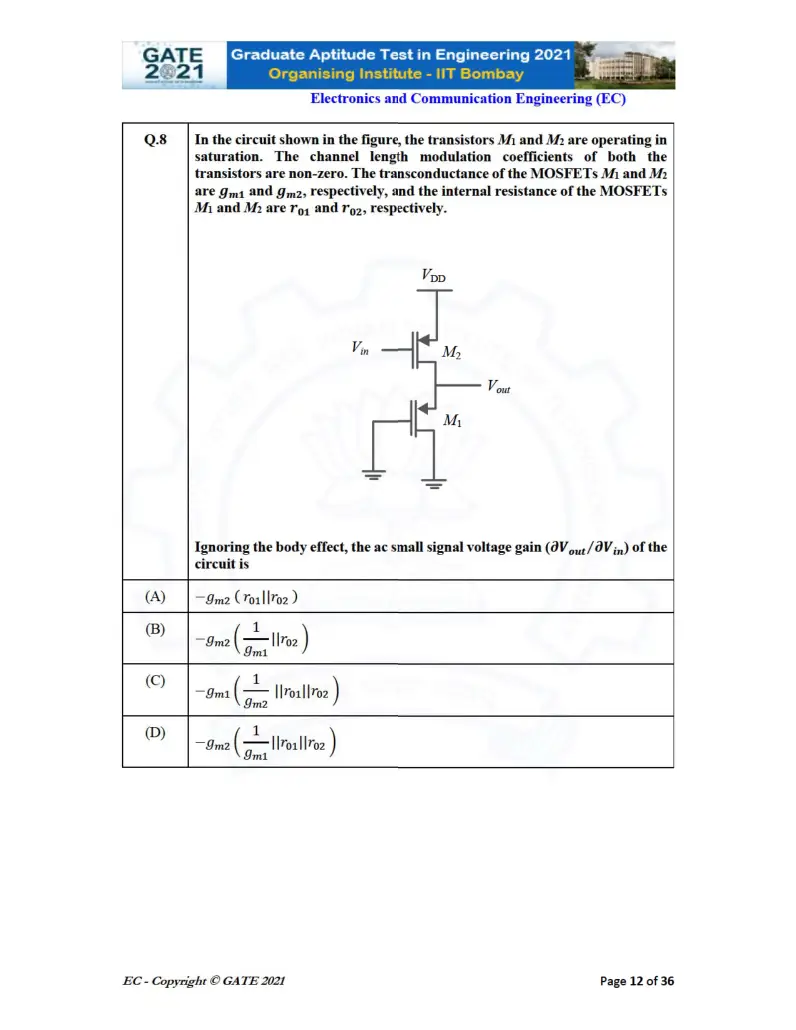 GATE 2021
Graduate Aptitude Test in Engineering 2021
Organising Institute - IIT Bombay
Electronics and Communication Engineering (EC)
Q.8 In the circuit shown in the figure, the transistors M1 and M2 are operating in
saturation. The channel length modulation coefficients of both the
transistors are non-zero. The transconductance of the MOSFETs M1 and M2
are gm1 and gm2, respectively, and the internal resistance of the MOSFETs
M1 and M2 are r01 and r02, respectively.
VDD
Vin
M2
Vout
M1
Ignoring the body effect, the ac small signal voltage gain (∂Vout/∂Vin) of the
circuit is
(A) −gm2 ( r01||r02 )
(B) −gm2 ( 1/gm1 ||r02 )
(C) −gm1 ( 1/gm2 ||r01||r02 )
(D) −gm2 ( 1/gm1 ||r01||r02 )
EC - Copyright © GATE 2021 Page 12 of 36